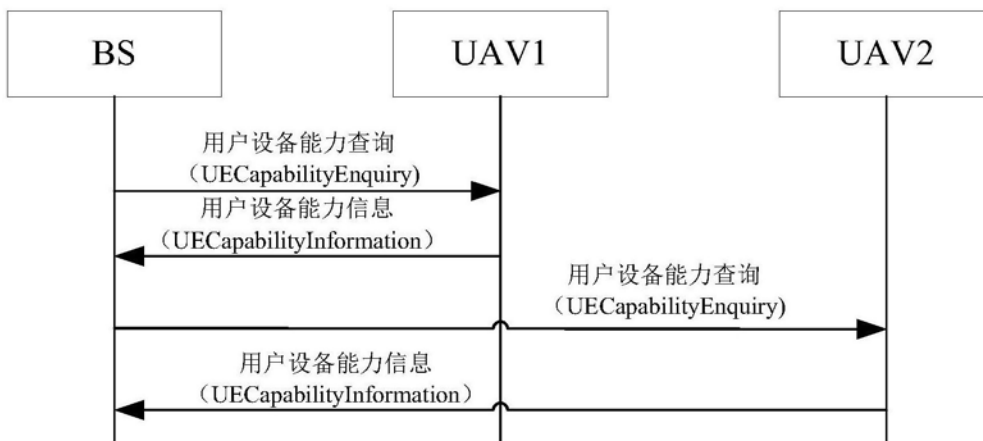 BS
UAV1
UAV2
用户设备能力查询
（UECapabilityEnquiry)
用户设备能力信息
（UECapabilityInformation）
用户设备能力查询
（UECapabilityEnquiry)
用户设备能力信息
（UECapabilityInformation）